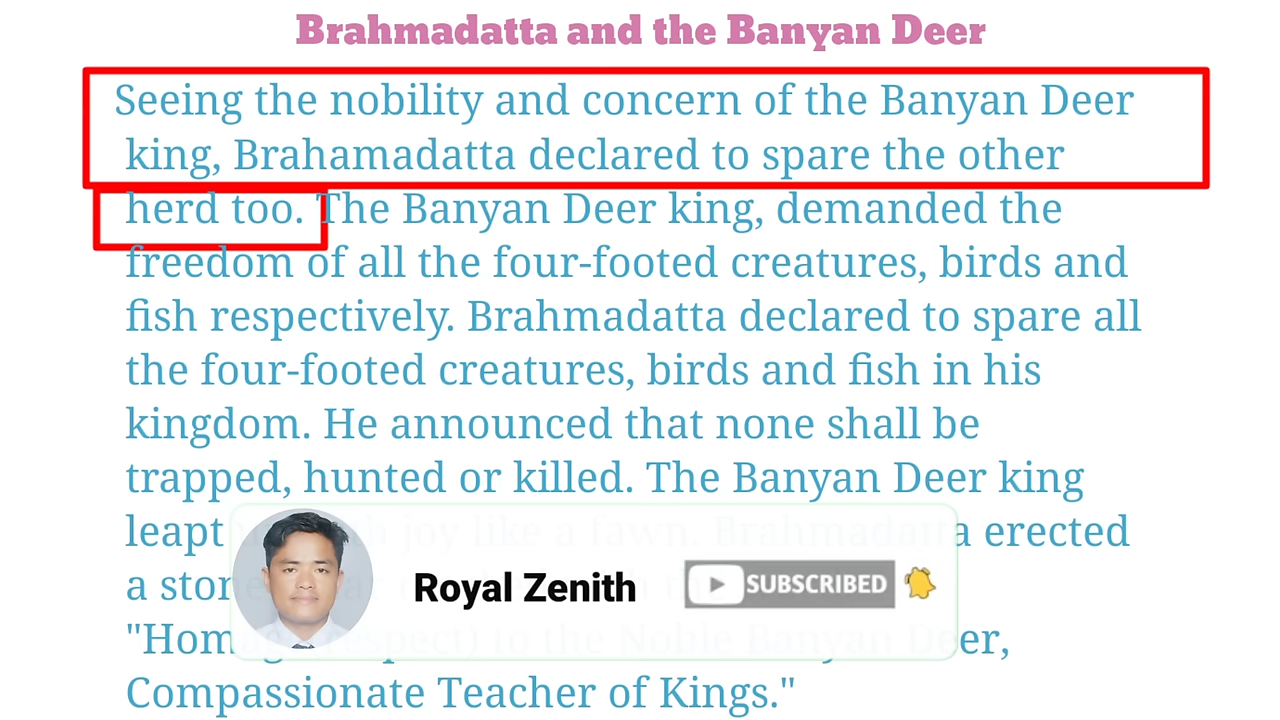 Brahmadatta and the Banyan Deer
Seeing the nobility and concern of the Banyan Deer
king, Brahamadatta declared to spare the other
herd too. The Banyan Deer king, demanded the
freedom of all the four-footed creatures, birds and
fish respectively. Brahmadatta declared to spare all
the four-footed creatures, birds and fish in his
kingdom. He announced that none shall be
trapped, hunted or killed. The Banyan Deer king
leapt joy like a fawn. Brahmadatta erected
a
"Homage (respect) to the Noble Banyan Deer,
Compassionate Teacher of Kings."
Royal Zenith
SUBSCRIBED